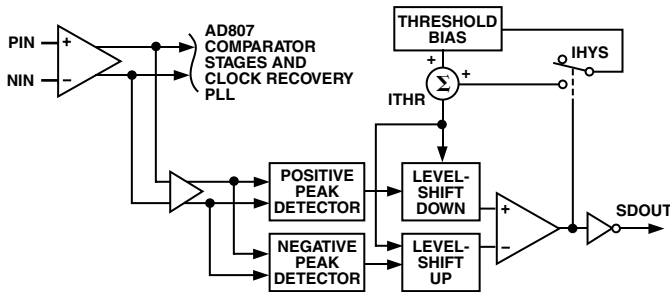 PIN
+
NIN
−
AD807
COMPARATOR
STAGES AND
CLOCK RECOVERY
PLL
THRESHOLD
BIAS
+
+
Σ
ITHR
IHYS
POSITIVE
PEAK
DETECTOR
LEVEL-
SHIFT
DOWN
NEGATIVE
PEAK
DETECTOR
LEVEL-
SHIFT
UP
+
−
SDOUT